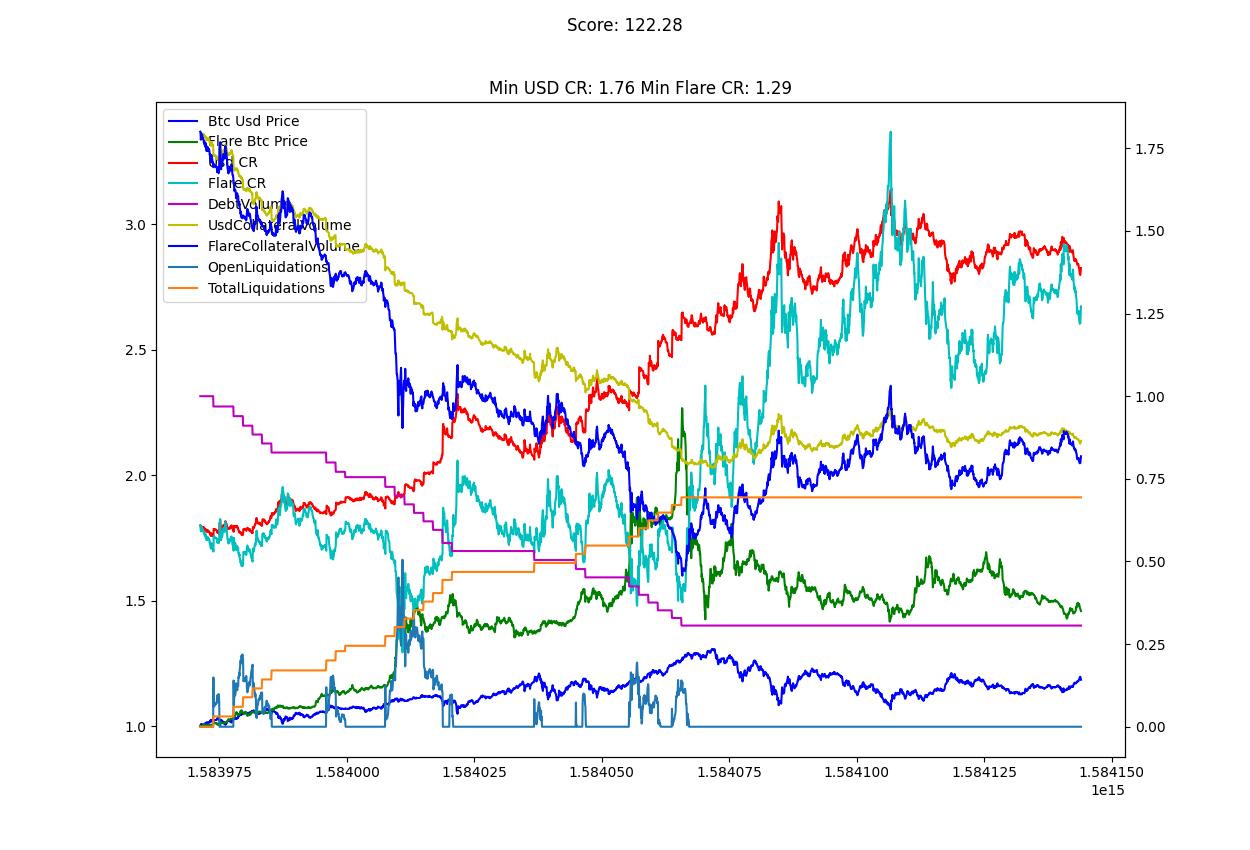 Score: 122.28
Min USD CR: 1.76 Min Flare CR: 1.29
Btc Usd Price
Flare Btc Price
Usd CR
Flare CR
DebtVolume
UsdCollateralVolume
FlareCollateralVolume
OpenLiquidations
TotalLiquidations
3.0
2.5
2.0
1.5
1.0
1.75
1.50
1.25
1.00
0.75
0.50
0.25
0.00
1.583975
1.584000
1.584025
1.584050
1.584075
1.584100
1.584125
1.584150
1e15